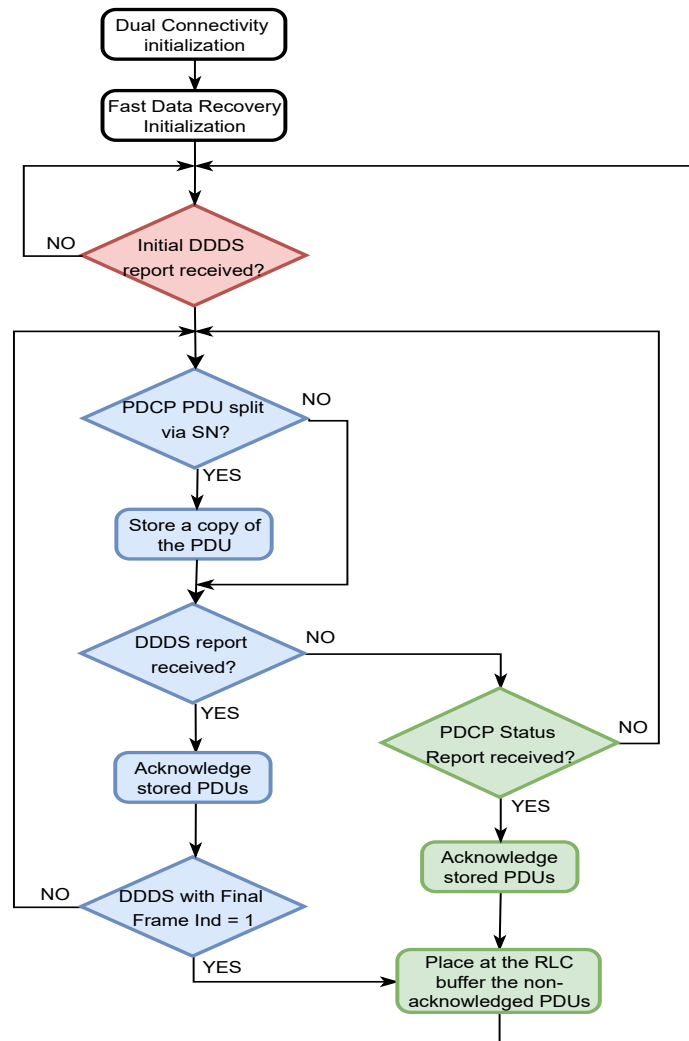 Dual Connectivity
initialization
Fast Data Recovery
Initialization
NO
Initial DDDS
report received?
PDCP PDU split
via SN?
NO
YES
Store a copy of
the PDU
DDDS report
received?
NO
YES
PDCP Status
Report received?
NO
YES
Acknowledge
stored PDUs
Acknowledge
stored PDUs
DDDS with Final
Frame Ind = 1
NO
YES
Place at the RLC
buffer the non-
acknowledged PDUs